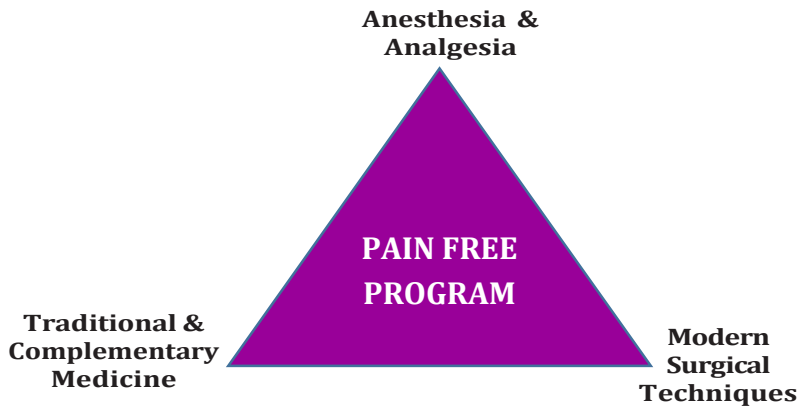 Anesthesia &
Analgesia
PAIN FREE
PROGRAM
Traditional &
Complementary
Medicine
Modern
Surgical
Techniques